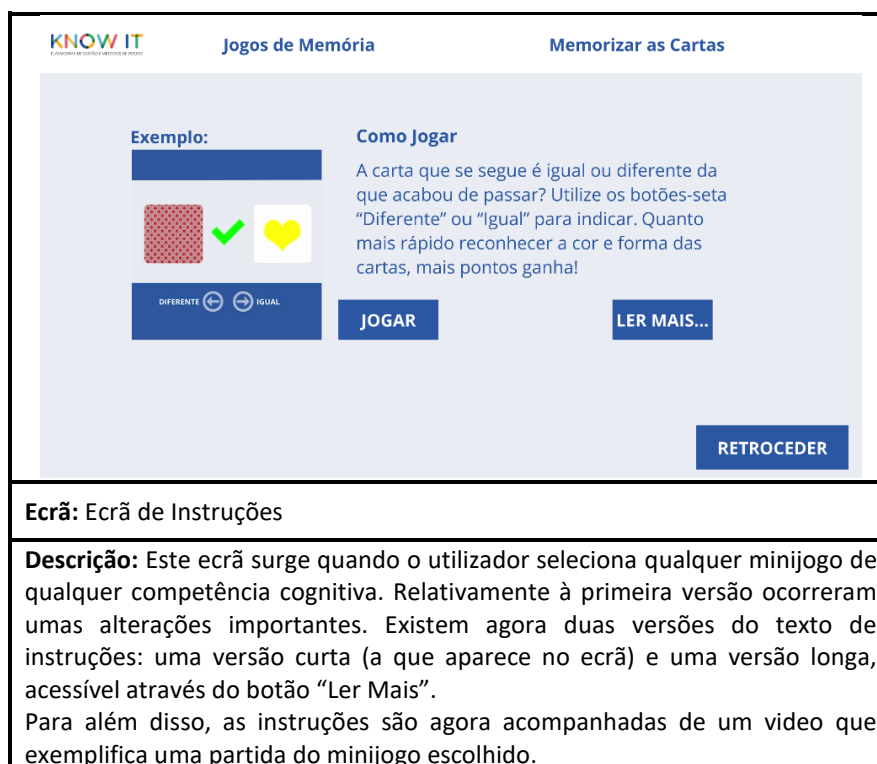 KNOW IT
Jogos de Memória
Memorizar as Cartas
Exemplo:
Como Jogar
A carta que se segue é igual ou diferente da
que acabou de passar? Utilize os botões-seta
“Diferente” ou “Igual” para indicar. Quanto
mais rápido reconhecer a cor e forma das
cartas, mais pontos ganha!
DIFERENTE
IGUAL
JOGAR
LER MAIS...
RETROCEDER
Ecrã: Ecrã de Instruções
Descrição: Este ecrã surge quando o utilizador seleciona qualquer minijogo de
qualquer competência cognitiva. Relativamente à primeira versão ocorreram
umas alterações importantes. Existem agora duas versões do texto de
instruções: uma versão curta (a que aparece no ecrã) e uma versão longa,
acessível através do botão “Ler Mais”.
Para além disso, as instruções são agora acompanhadas de um video que
exemplifica uma partida do minijogo escolhido.